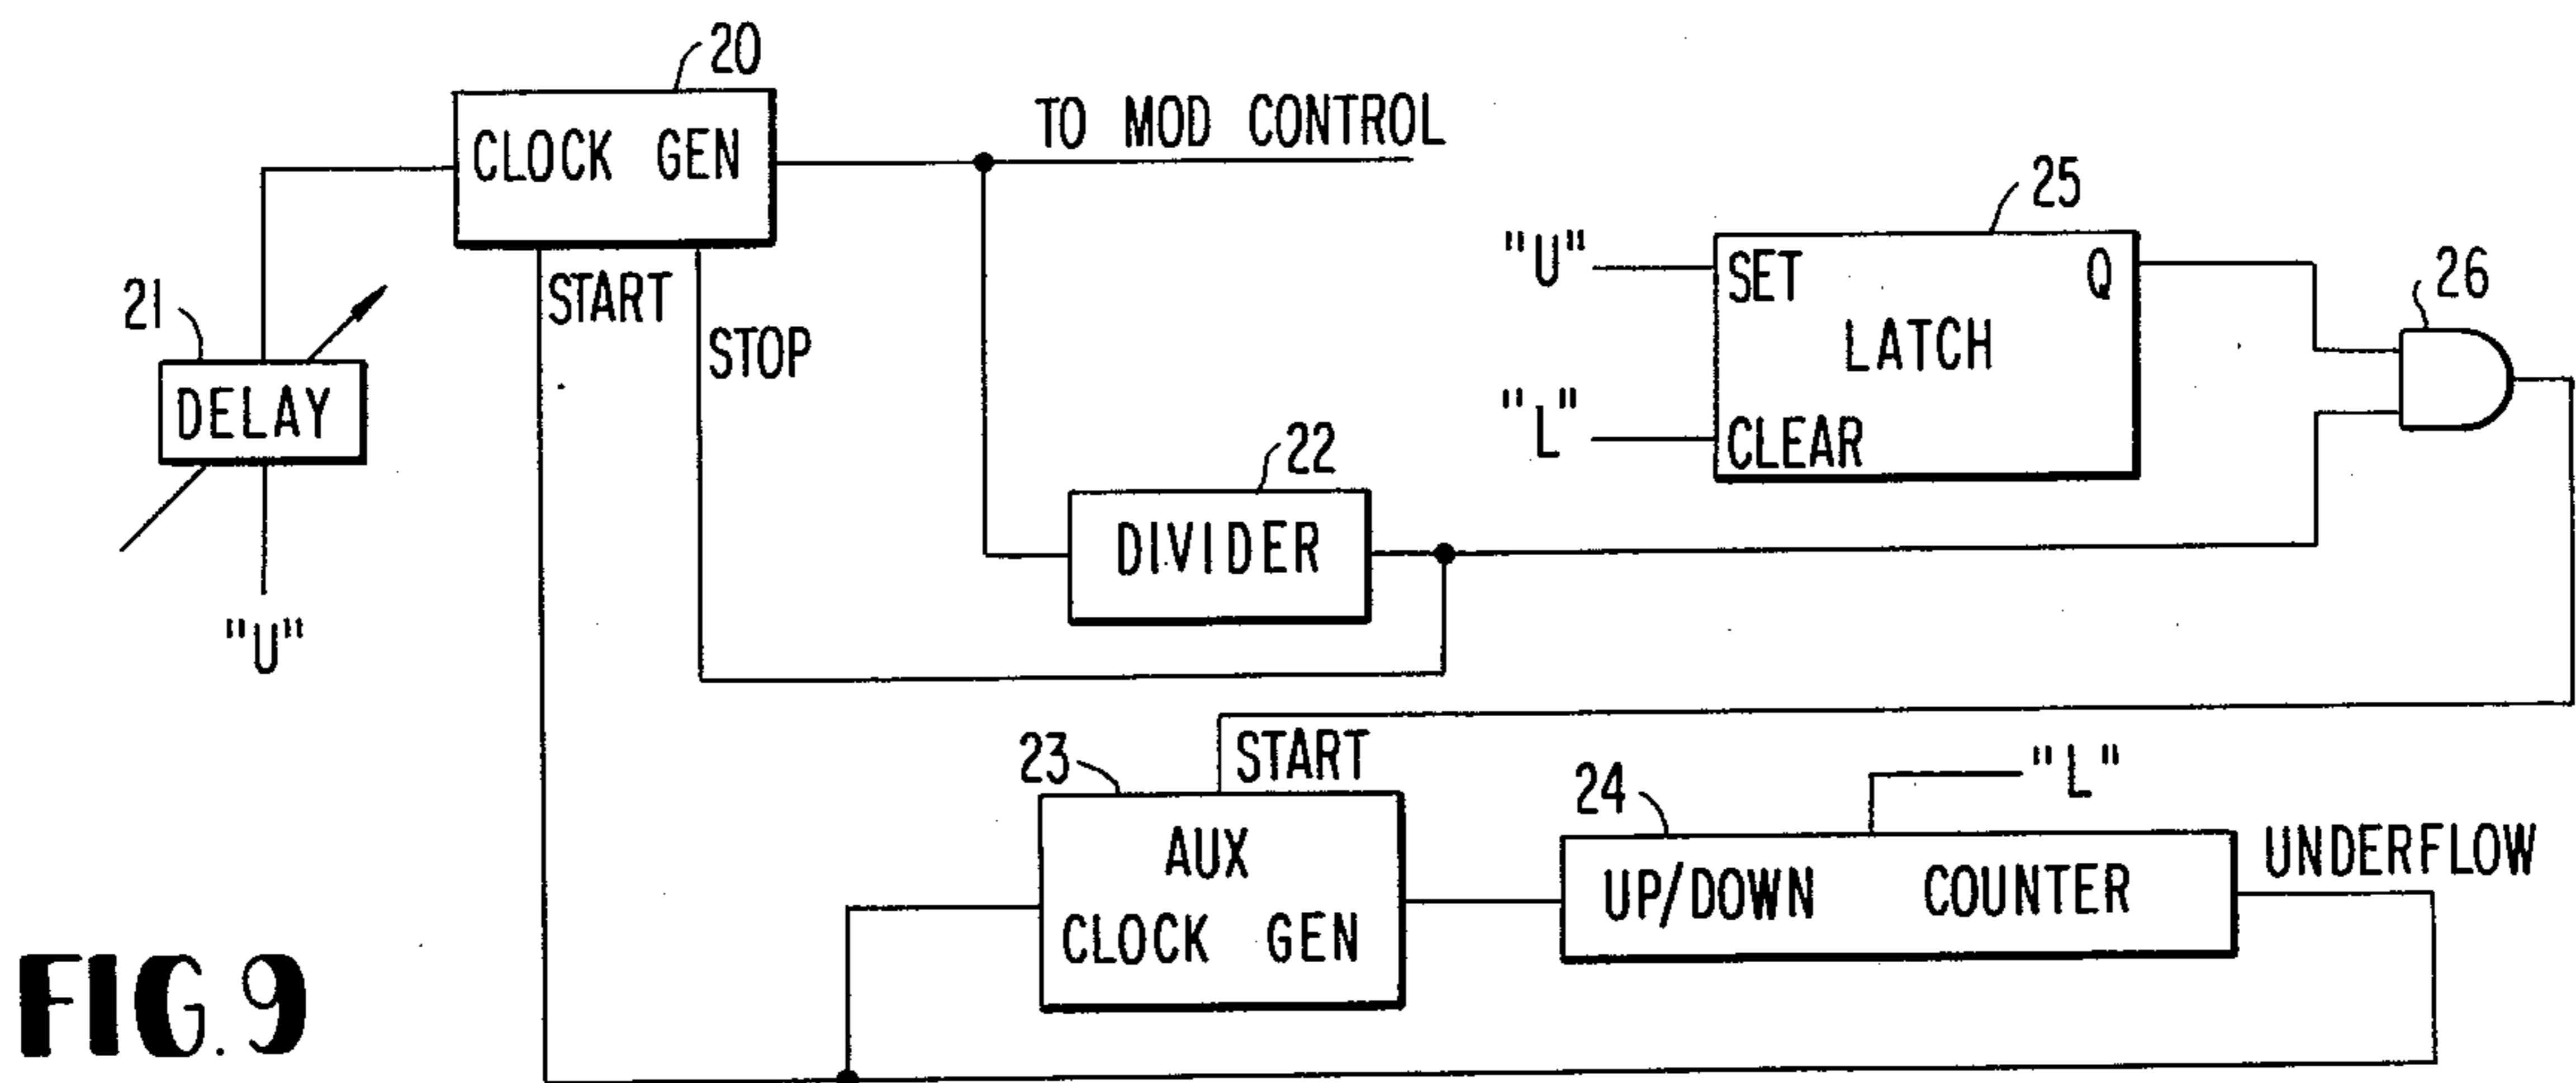 20
CLOCK GEN
TO MOD CONTROL
START
STOP
21
DELAY
"U"
25
"U"
SET
Q
LATCH
"L"
CLEAR
26
22
DIVIDER
23
START
AUX
CLOCK GEN
24
"L"
UP/DOWN COUNTER
UNDERFLOW
FIG. 9